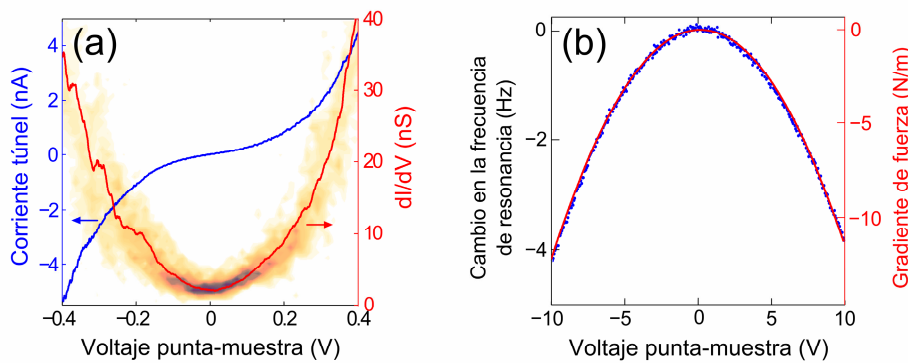 (a)
Corriente túnel (nA)
4
2
0
−2
−4
−0.4
−0.2
0
0.2
0.4
Voltaje punta-muestra (V)
40
30
20
10
0
dI/dV (nS)
(b)
Cambio en la frecuencia
de resonancia (Hz)
0
−2
−4
−10
−5
0
5
10
Voltaje punta-muestra (V)
0
−5
−10
Gradiente de fuerza (N/m)